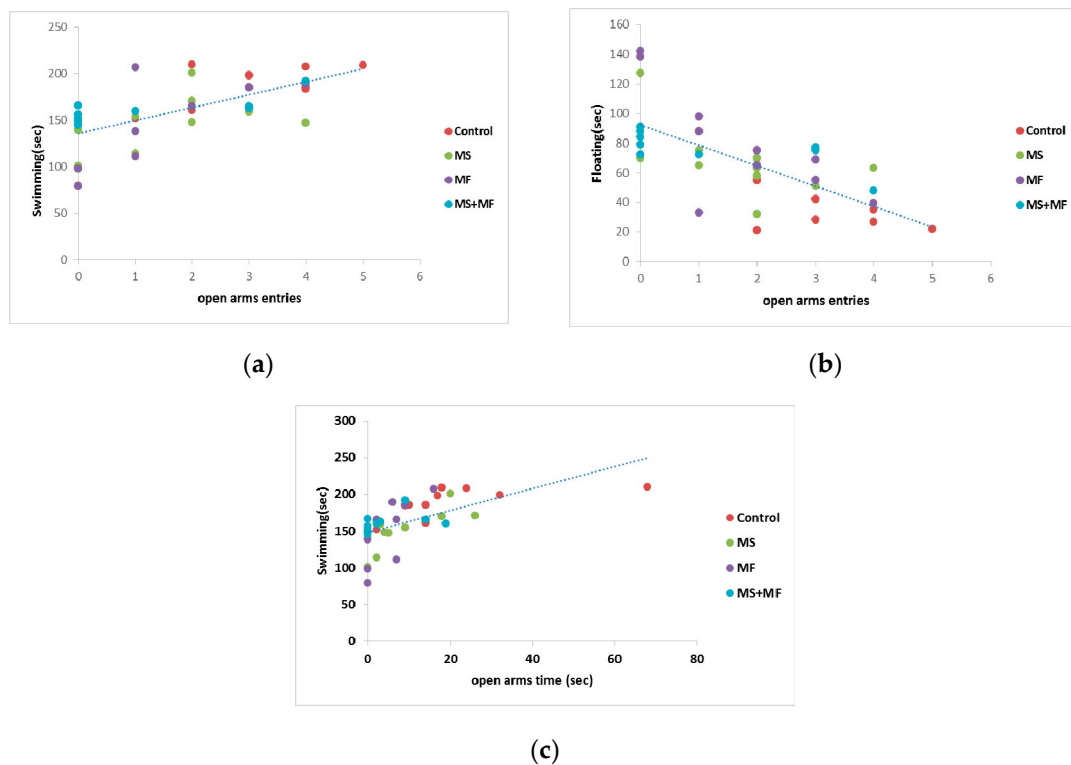 250
200
150
100
50
0
Swimming(sec)
0 1 2 3 4 5 6
open arms entries
Control
MS
MF
MS+MF
(a)
160
140
120
100
80
60
40
20
0
Floating(sec)
0 1 2 3 4 5 6
open arms entries
Control
MS
MF
MS+MF
(b)
300
250
200
150
100
50
0
Swimming(sec)
0 20 40 60 80
open arms time (sec)
Control
MS
MF
MS+MF
(c)